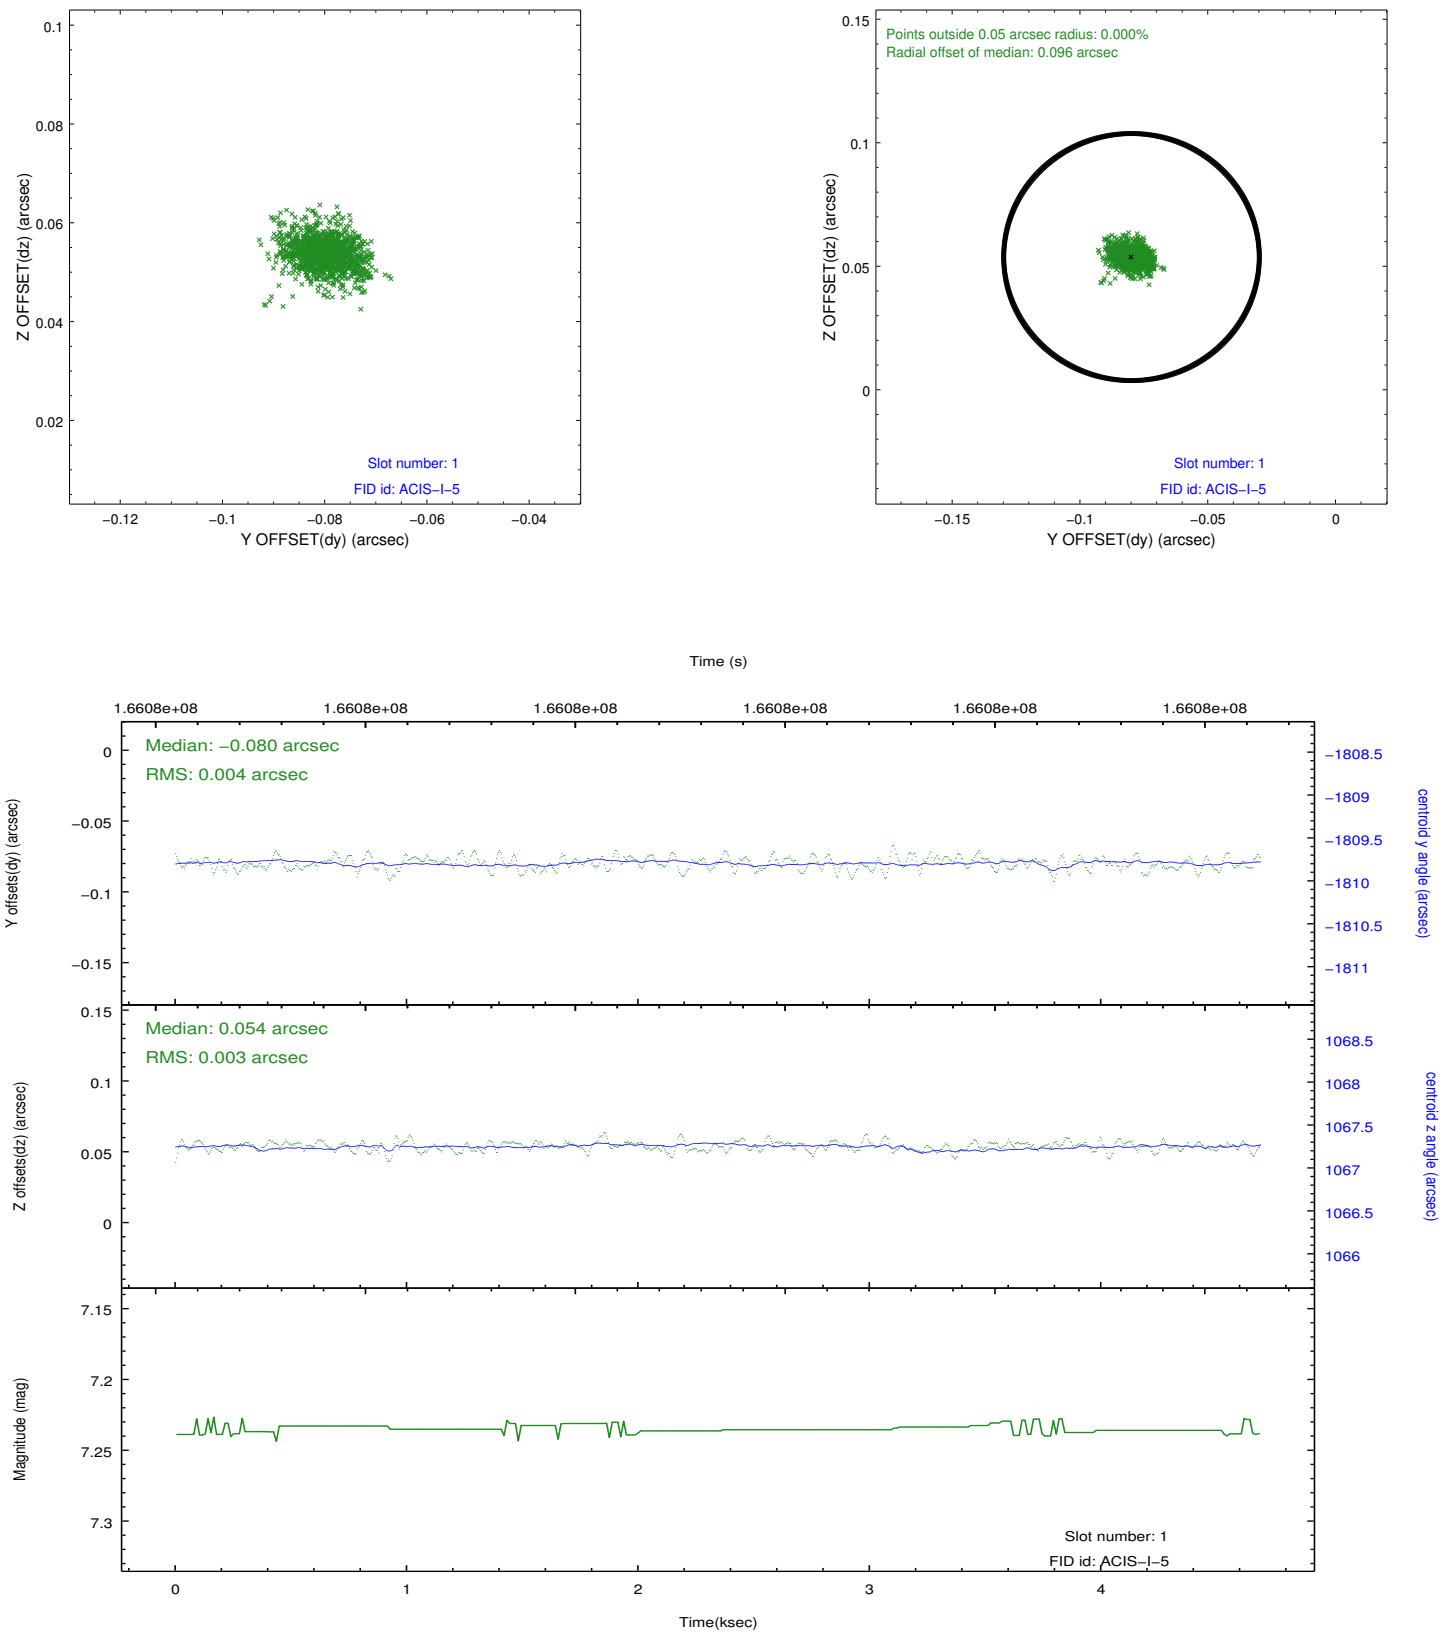 0.1
0.08
0.06
0.04
0.02
Z OFFSET(dz) (arcsec)
Slot number: 1
FID id: ACIS−I−5
−0.12 −0.1 −0.08 −0.06 −0.04
Y OFFSET(dy) (arcsec)
Points outside 0.05 arcsec radius: 0.000%
Radial offset of median: 0.096 arcsec
0.15
0.1
0.05
0
Z OFFSET(dz) (arcsec)
Slot number: 1
FID id: ACIS−I−5
−0.15 −0.1 −0.05 0
Y OFFSET(dy) (arcsec)
Time (s)
1.6608e+08 1.6608e+08 1.6608e+08 1.6608e+08 1.6608e+08 1.6608e+08
Median: −0.080 arcsec
RMS: 0.004 arcsec
0
−0.05
−0.1
−0.15
Y offsets(dy) (arcsec)
−1808.5
−1809
−1809.5
−1810
−1810.5
−1811
centroid y angle (arcsec)
Median: 0.054 arcsec
RMS: 0.003 arcsec
0.15
0.1
0.05
0
Z offsets(dz) (arcsec)
1068.5
1068
1067.5
1067
1066.5
1066
centroid z angle (arcsec)
7.15
7.2
7.25
7.3
Magnitude (mag)
Slot number: 1
FID id: ACIS−I−5
0 1 2 3 4
Time(ksec)